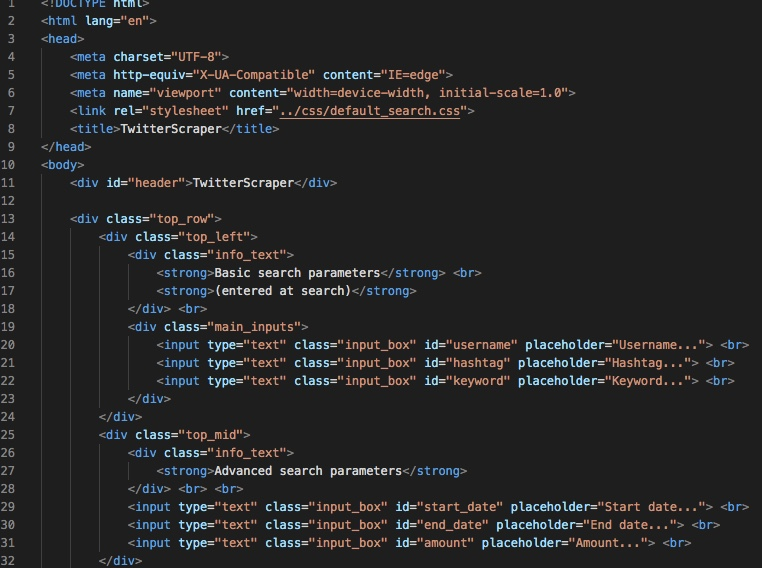 1 <!DOCTYPE html>
2 <html lang="en">
3 <head>
4     <meta charset="UTF-8">
5     <meta http-equiv="X-UA-Compatible" content="IE=edge">
6     <meta name="viewport" content="width=device-width, initial-scale=1.0">
7     <link rel="stylesheet" href="../css/default_search.css">
8     <title>TwitterScraper</title>
9 </head>
10 <body>
11     <div id="header">TwitterScraper</div>
12
13     <div class="top_row">
14         <div class="top_left">
15             <div class="info_text">
16                 <strong>Basic search parameters</strong> <br>
17                 <strong>(entered at search)</strong>
18             </div> <br>
19             <div class="main_inputs">
20                 <input type="text" class="input_box" id="username" placeholder="Username..."> <br>
21                 <input type="text" class="input_box" id="hashtag" placeholder="Hashtag..."> <br>
22                 <input type="text" class="input_box" id="keyword" placeholder="Keyword..."> <br>
23             </div>
24         </div>
25         <div class="top_mid">
26             <div class="info_text">
27                 <strong>Advanced search parameters</strong>
28             </div> <br> <br>
29             <input type="text" class="input_box" id="start_date" placeholder="Start date..."> <br>
30             <input type="text" class="input_box" id="end_date" placeholder="End date..."> <br>
31             <input type="text" class="input_box" id="amount" placeholder="Amount..."> <br>
32         </div>